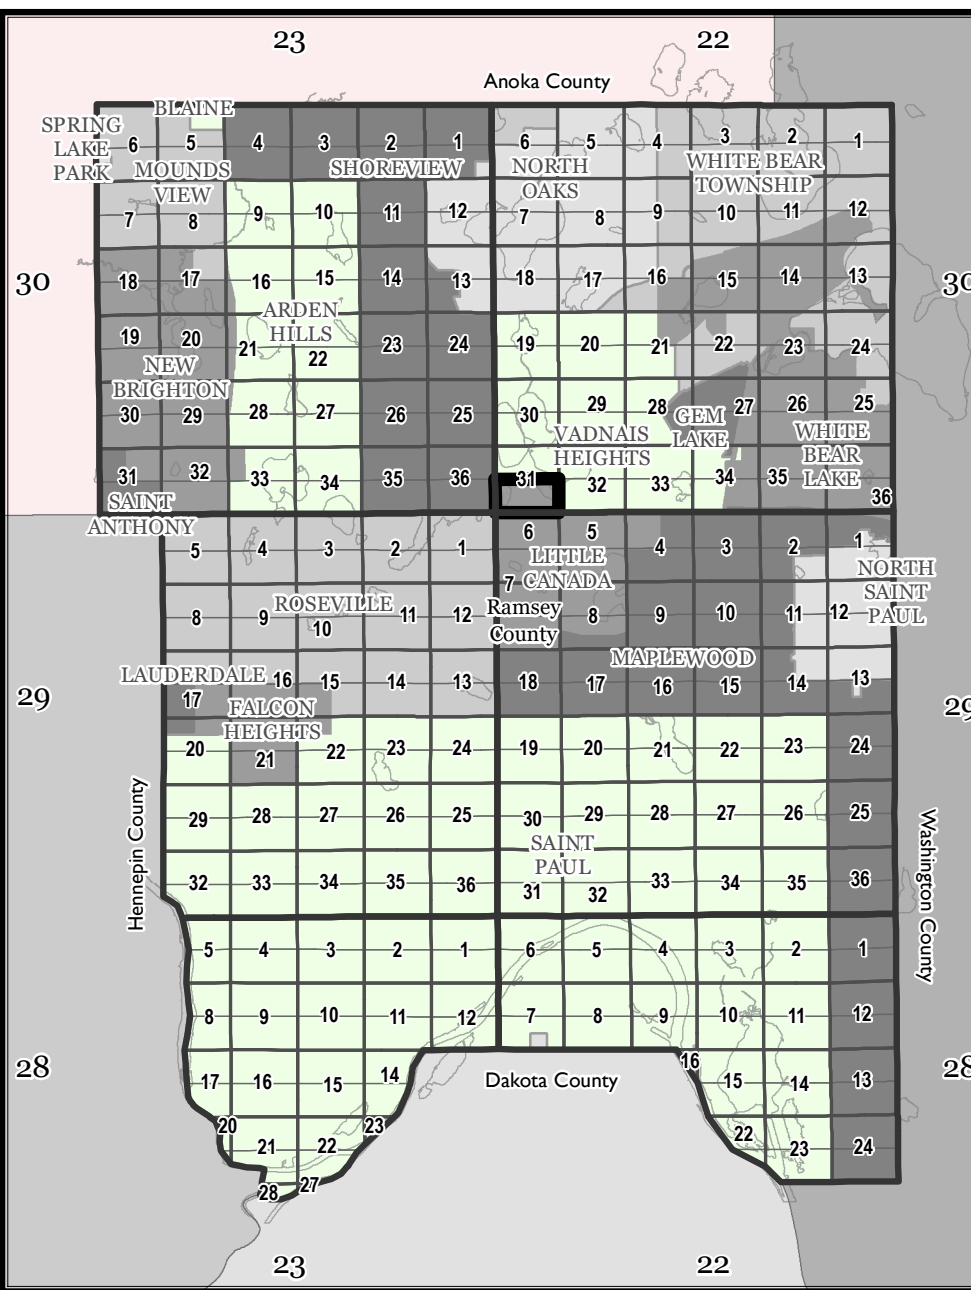 23 22
Anoka County
BLAINE
SPRING
LAKE
PARK
6 5 4 3 2 1 6 5 4 3 2 1
MOUNDS
VIEW
SHOREVIEW
NORTH
OAKS
WHITE BEAR
TOWNSHIP
7 8 9 10 11 12 7 8 9 10 11 12
30 18 17 16 15 14 13 18 17 16 15 14 13 30
ARDEN
HILLS
19 20 21 22 23 24 19 20 21 22 23 24
NEW
BRIGHTON
30 29 28 27 26 25 30 29 28 27 26 25
GEM
LAKE
VADNAIS
HEIGHTS
WHITE
BEAR
LAKE
31 32 33 34 35 36 31 32 33 34 35 36
SAINT
ANTHONY
5 4 3 2 1 6 5 4 3 2 1
LITTLE
CANADA
NORTH
SAINT
PAUL
8 9 10 11 12 7 8 9 10 11 12
ROSEVILLE
Ramsey
County
MAPLEWOOD
LAUDERDALE
29 17 16 15 14 13 18 17 16 15 14 13 29
FALCON
HEIGHTS
20 21 22 23 24 19 20 21 22 23 24
29 28 27 26 25 30 29 28 27 26 25
Hennepin County
Washington County
SAINT
PAUL
32 33 34 35 36 31 32 33 34 35 36
5 4 3 2 1 6 5 4 3 2 1
8 9 10 11 12 7 8 9 10 11 12
28 17 16 15 14 16 15 14 13 28
Dakota County
20 21 22 23 22 23 24
28 27
23 22